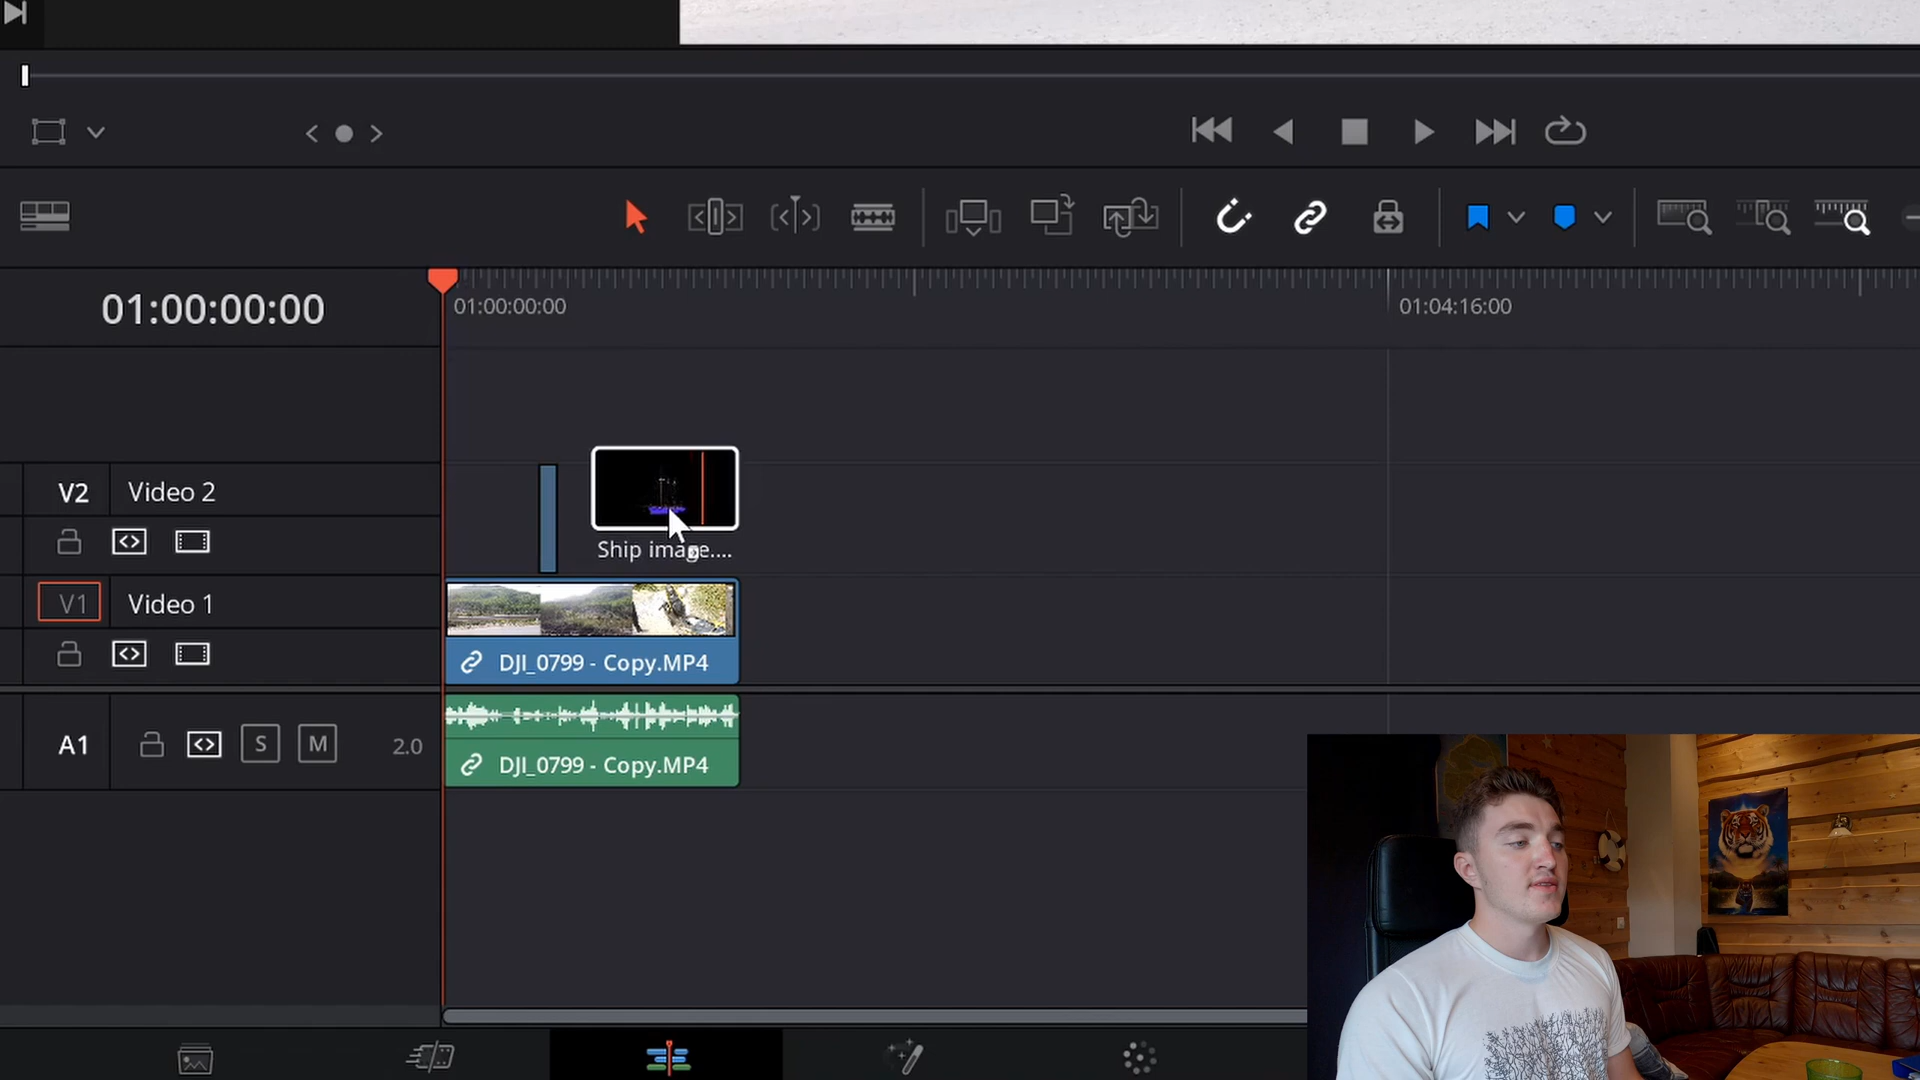 01:00:00:00
01:00:00:00
01:04:16:00
V2 Video 2
Ship image....
V1 Video 1
DJI_0799 - Copy.MP4
A1 S M 2.0
DJI_0799 - Copy.MP4